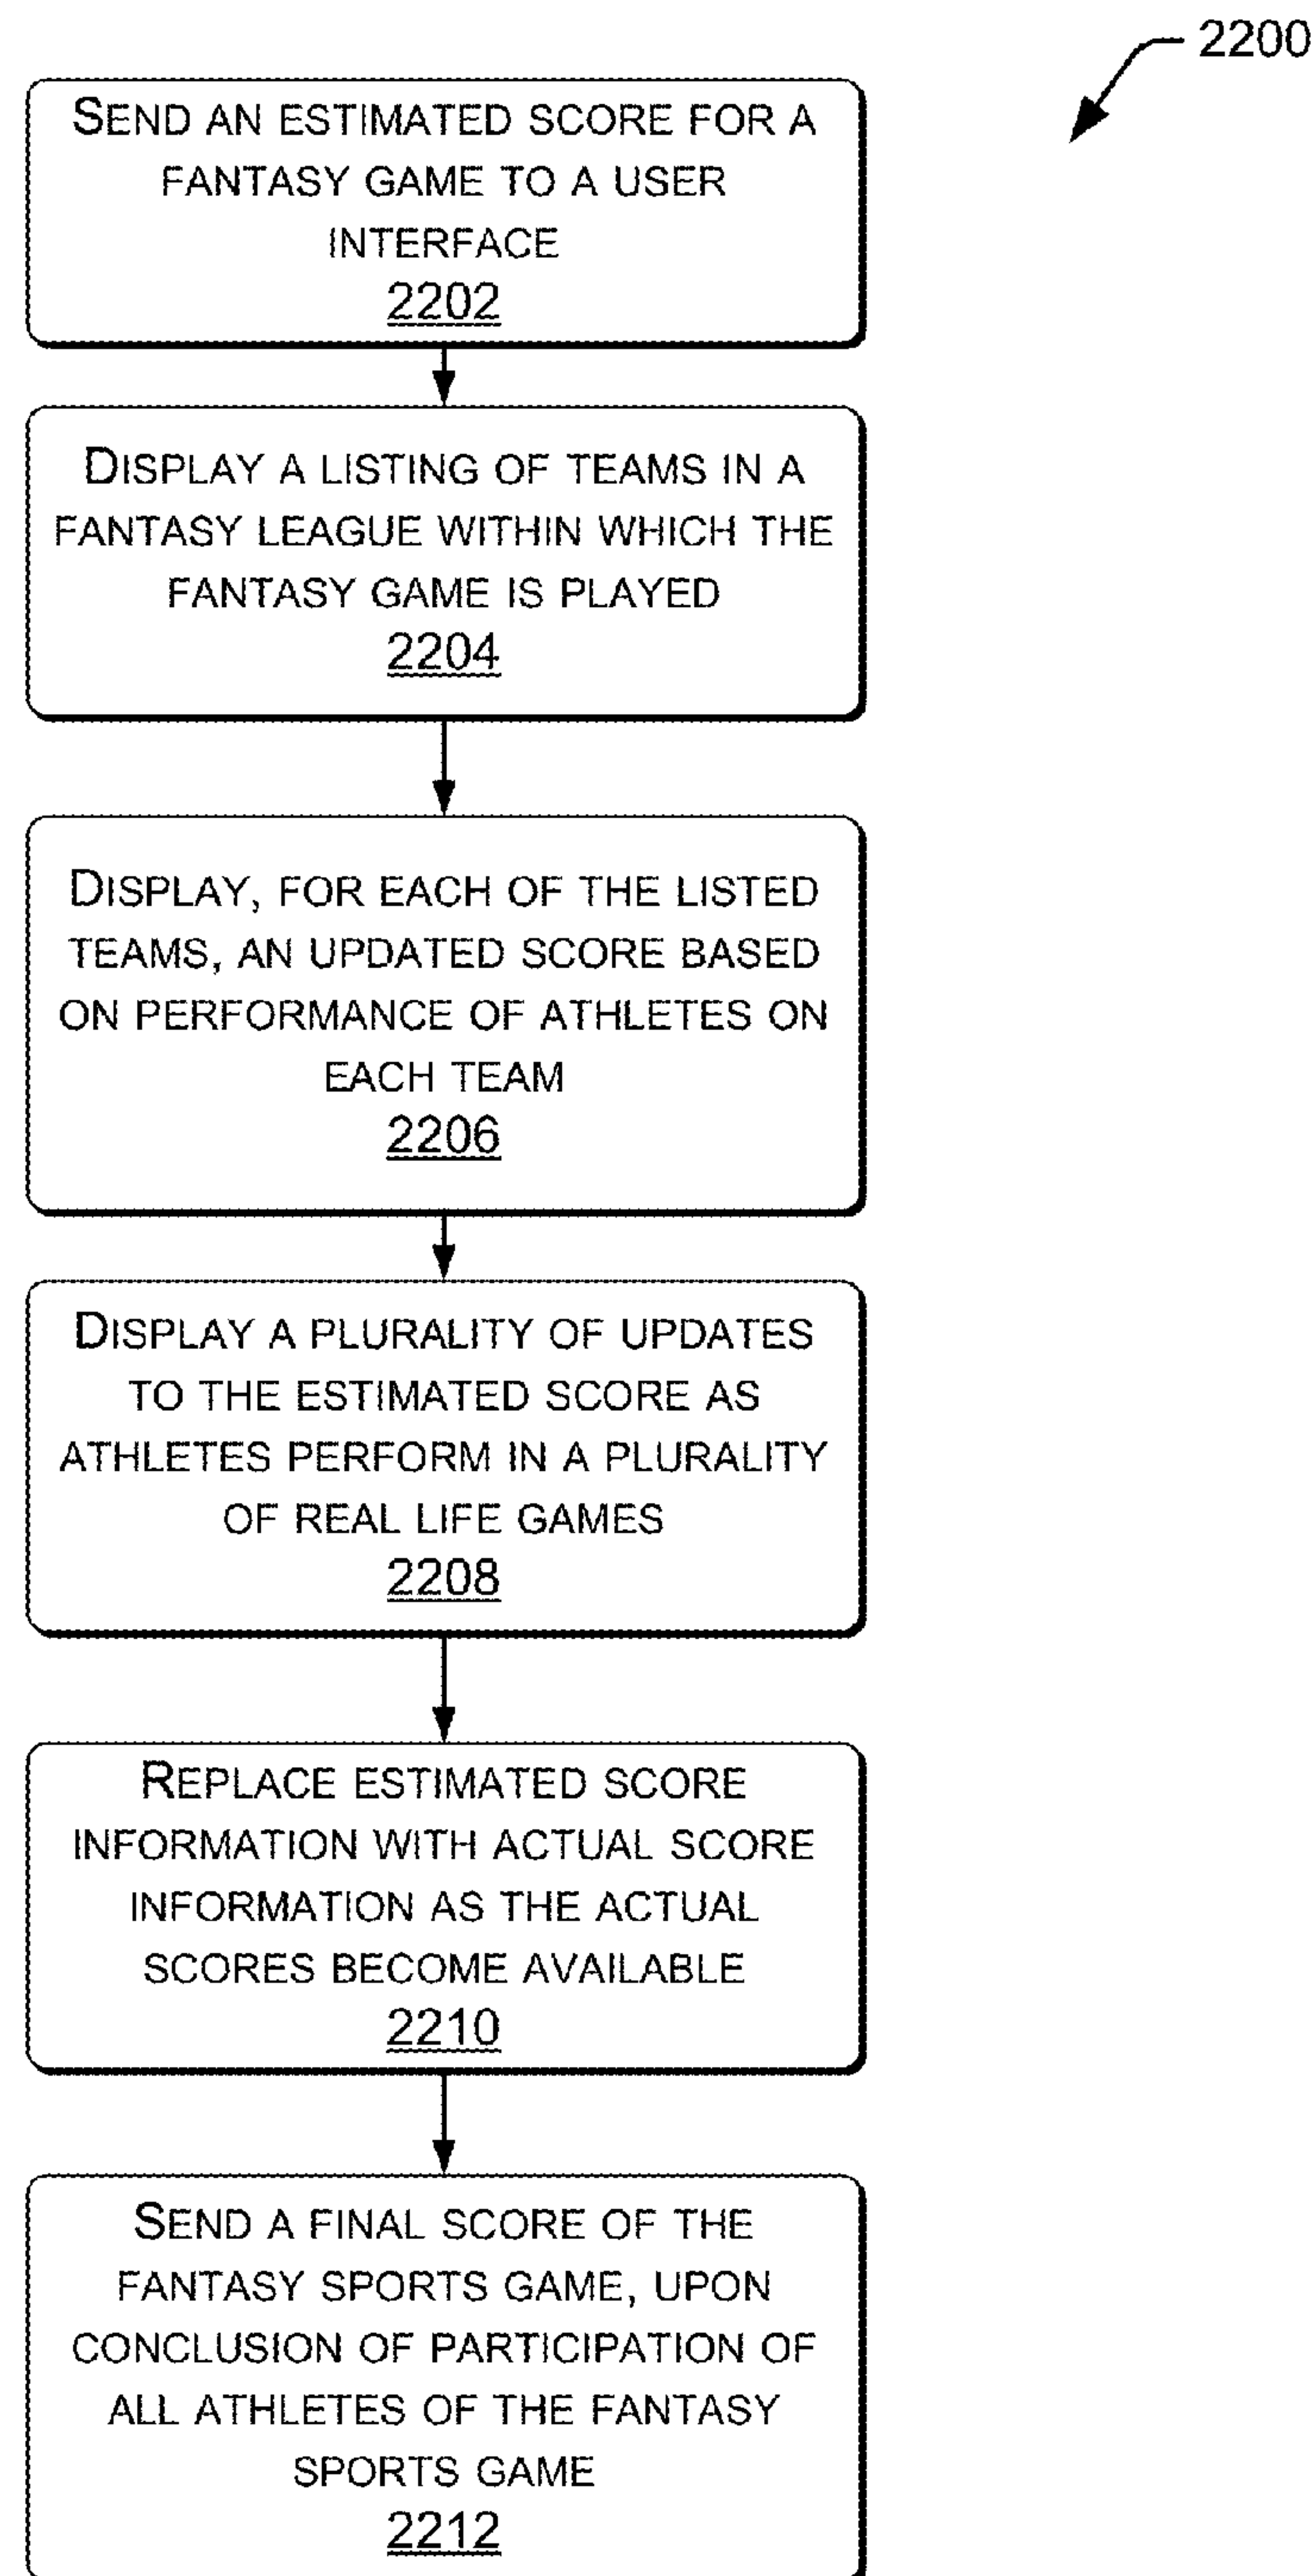 2200
SEND AN ESTIMATED SCORE FOR A
FANTASY GAME TO A USER
INTERFACE
2202
DISPLAY A LISTING OF TEAMS IN A
FANTASY LEAGUE WITHIN WHICH THE
FANTASY GAME IS PLAYED
2204
DISPLAY, FOR EACH OF THE LISTED
TEAMS, AN UPDATED SCORE BASED
ON PERFORMANCE OF ATHLETES ON
EACH TEAM
2206
DISPLAY A PLURALITY OF UPDATES
TO THE ESTIMATED SCORE AS
ATHLETES PERFORM IN A PLURALITY
OF REAL LIFE GAMES
2208
REPLACE ESTIMATED SCORE
INFORMATION WITH ACTUAL SCORE
INFORMATION AS THE ACTUAL
SCORES BECOME AVAILABLE
2210
SEND A FINAL SCORE OF THE
FANTASY SPORTS GAME, UPON
CONCLUSION OF PARTICIPATION OF
ALL ATHLETES OF THE FANTASY
SPORTS GAME
2212